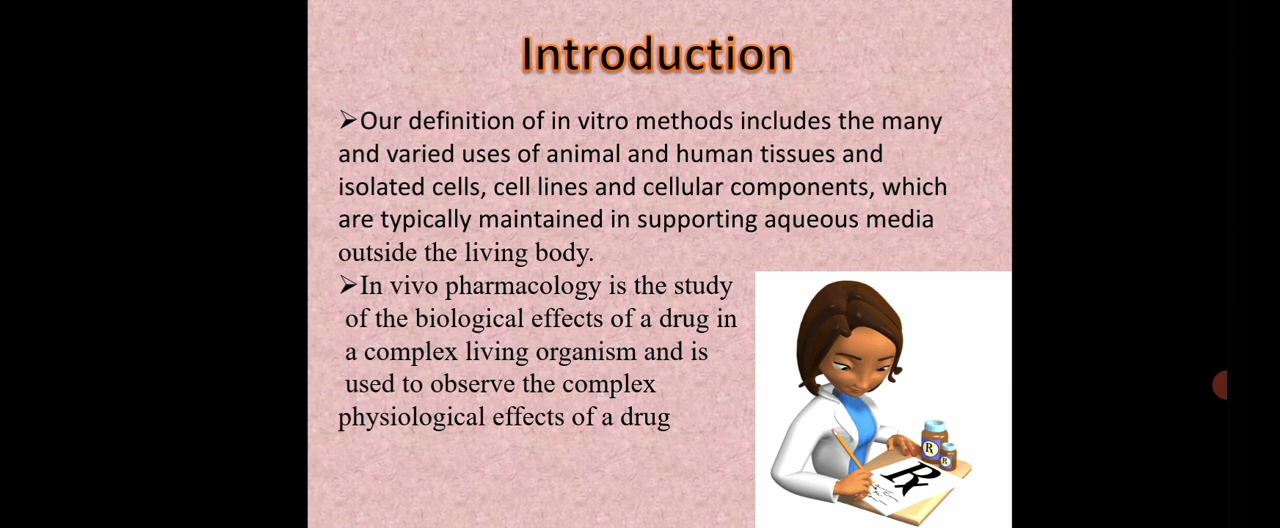 Introduction
➢Our definition of in vitro methods includes the many
and varied uses of animal and human tissues and
isolated cells, cell lines and cellular components, which
are typically maintained in supporting aqueous media
outside the living body.
➢In vivo pharmacology is the study
of the biological effects of a drug in
a complex living organism and is
used to observe the complex
physiological effects of a drug
Rx
Rx
Rx